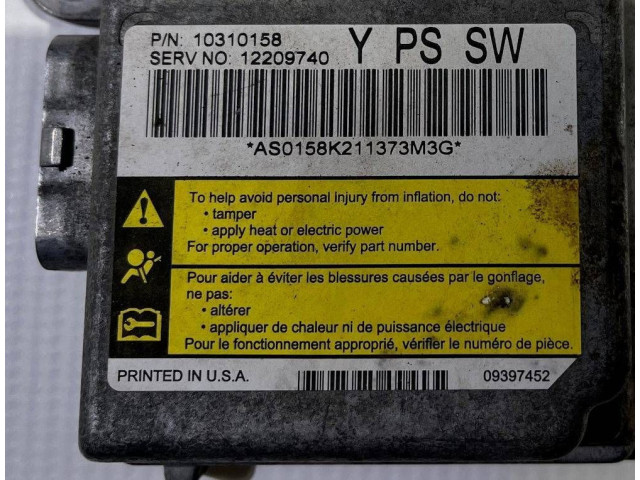 P/N: 10310158 Y PS SW
SERV NO: 12209740
*AS0158K211373M3G*
To help avoid personal Injury from inflation, do not:
• tamper
• apply heat or electric power
For proper operation, verify part number.
Pour aider à éviter les blessures causées par le gonflage,
ne pas:
• altérer
• appliquer de chaleur ni de puissance électrique
Pour le fonctionnement approprié, vérifier le numéro de pièce.
PRINTED IN U.S.A. 09397452